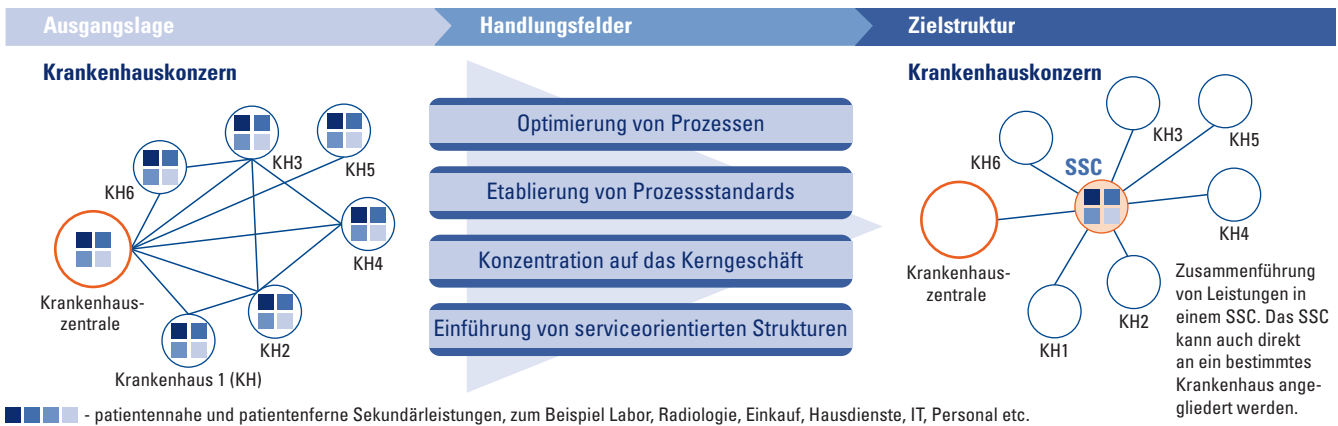 Ausgangslage
Handlungsfelder
Zielstruktur
Krankenhauskonzern
KH3
KH5
KH6
KH4
Krankenhaus-
zentrale
KH2
Krankenhaus 1 (KH)
Optimierung von Prozessen
Etablierung von Prozessstandards
Konzentration auf das Kerngeschäft
Einführung von serviceorientierten Strukturen
Krankenhauskonzern
KH3
KH5
KH6
SSC
KH4
Krankenhaus-
zentrale
KH2
KH1
Zusammenführung
von Leistungen in
einem SSC. Das SSC
kann auch direkt
an ein bestimmtes
Krankenhaus ange-
gliedert werden.
- patientennahe und patientenferne Sekundärleistungen, zum Beispiel Labor, Radiologie, Einkauf, Hausdienste, IT, Personal etc.